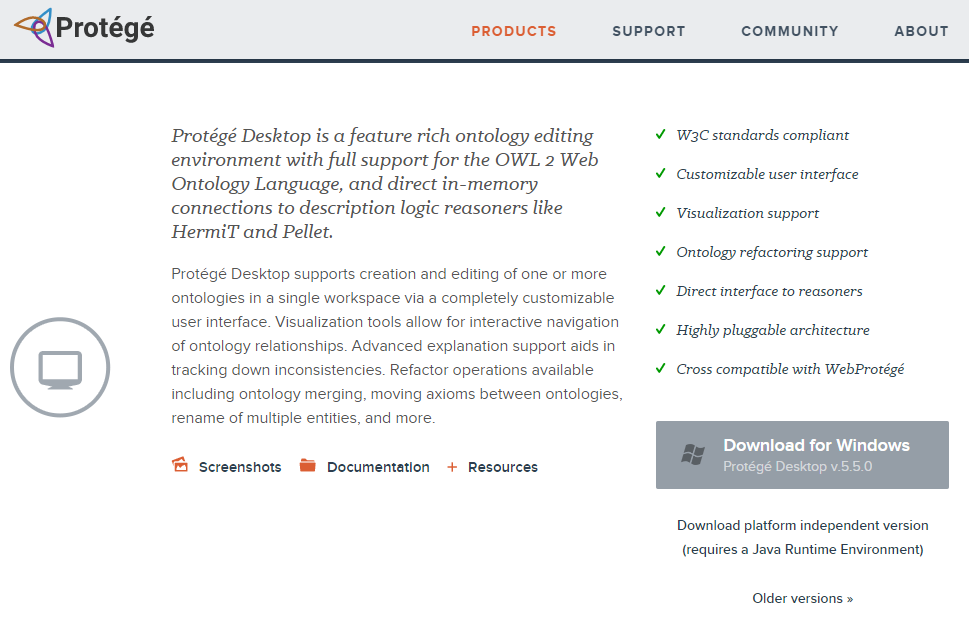 Protégé
PRODUCTS
SUPPORT
COMMUNITY
ABOUT
Protégé Desktop is a feature rich ontology editing
environment with full support for the OWL 2 Web
Ontology Language, and direct in-memory
connections to description logic reasoners like
HermiT and Pellet.
Protégé Desktop supports creation and editing of one or more
ontologies in a single workspace via a completely customizable
user interface. Visualization tools allow for interactive navigation
of ontology relationships. Advanced explanation support aids in
tracking down inconsistencies. Refactor operations available
including ontology merging, moving axioms between ontologies,
rename of multiple entities, and more.
Screenshots
Documentation
+ Resources
✓ W3C standards compliant
✓ Customizable user interface
✓ Visualization support
✓ Ontology refactoring support
✓ Direct interface to reasoners
✓ Highly pluggable architecture
✓ Cross compatible with WebProtégé
Download for Windows
Protégé Desktop v.5.5.0
Download platform independent version
(requires a Java Runtime Environment)
Older versions »